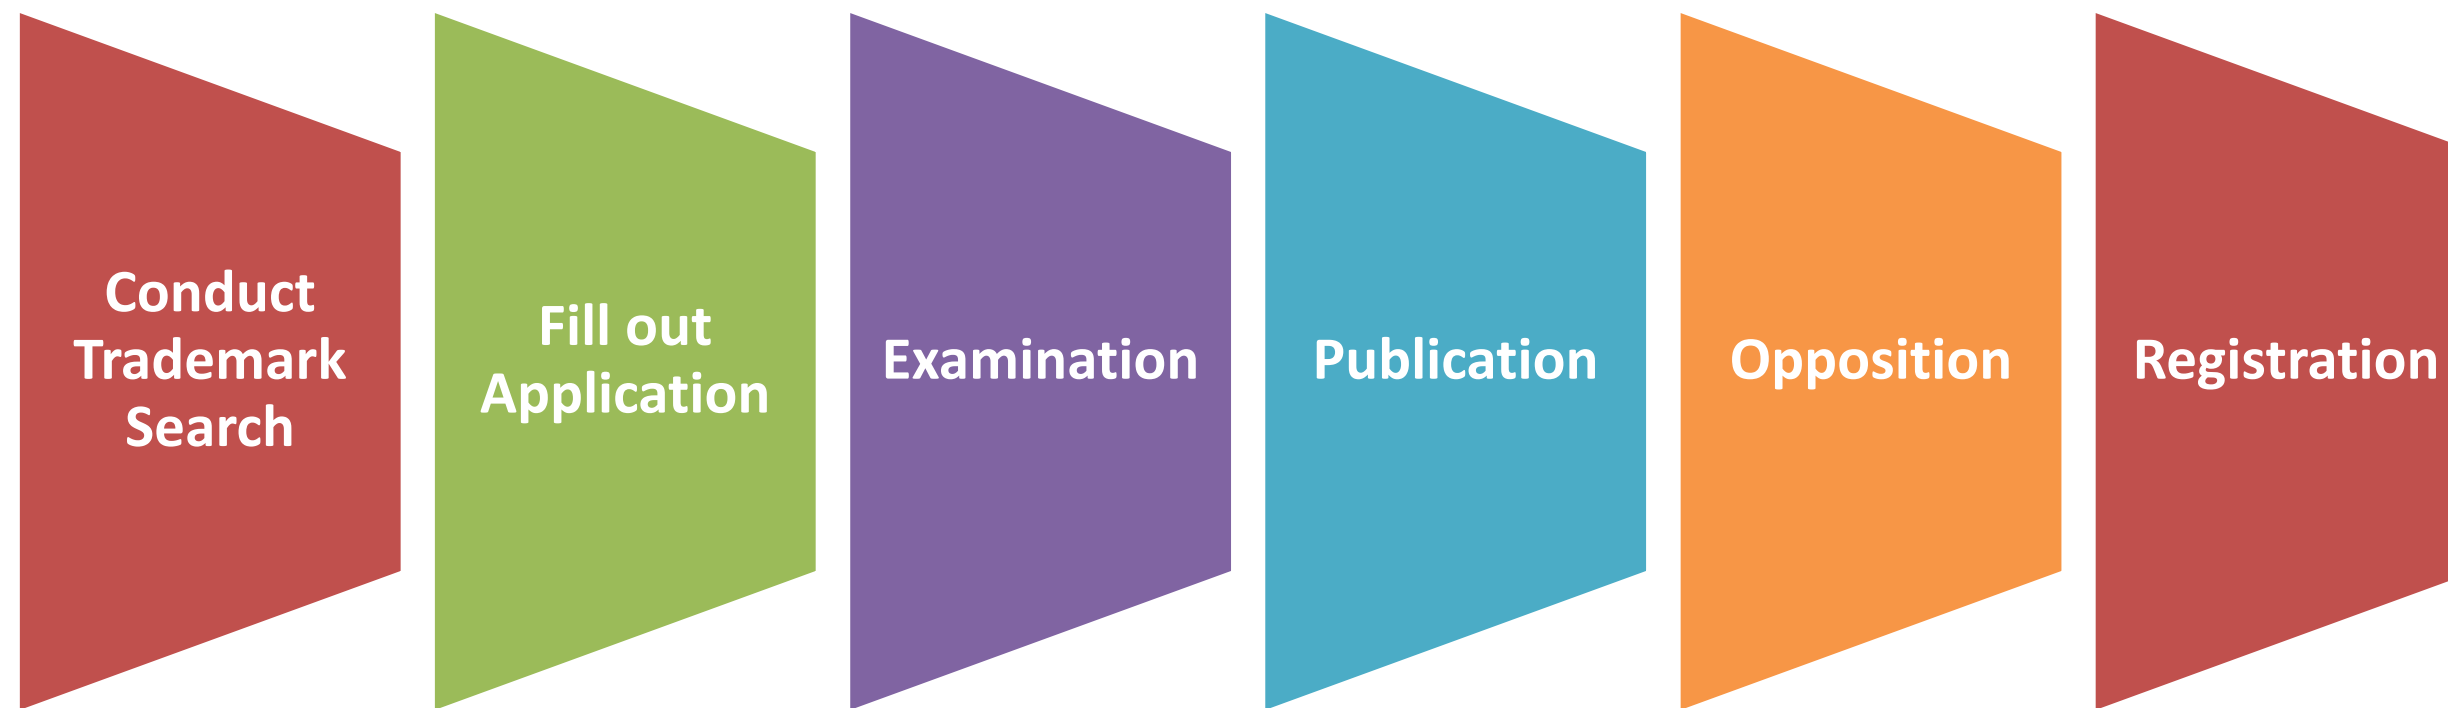 Conduct
Trademark
Search
Fill out
Application
Examination
Publication
Opposition
Registration